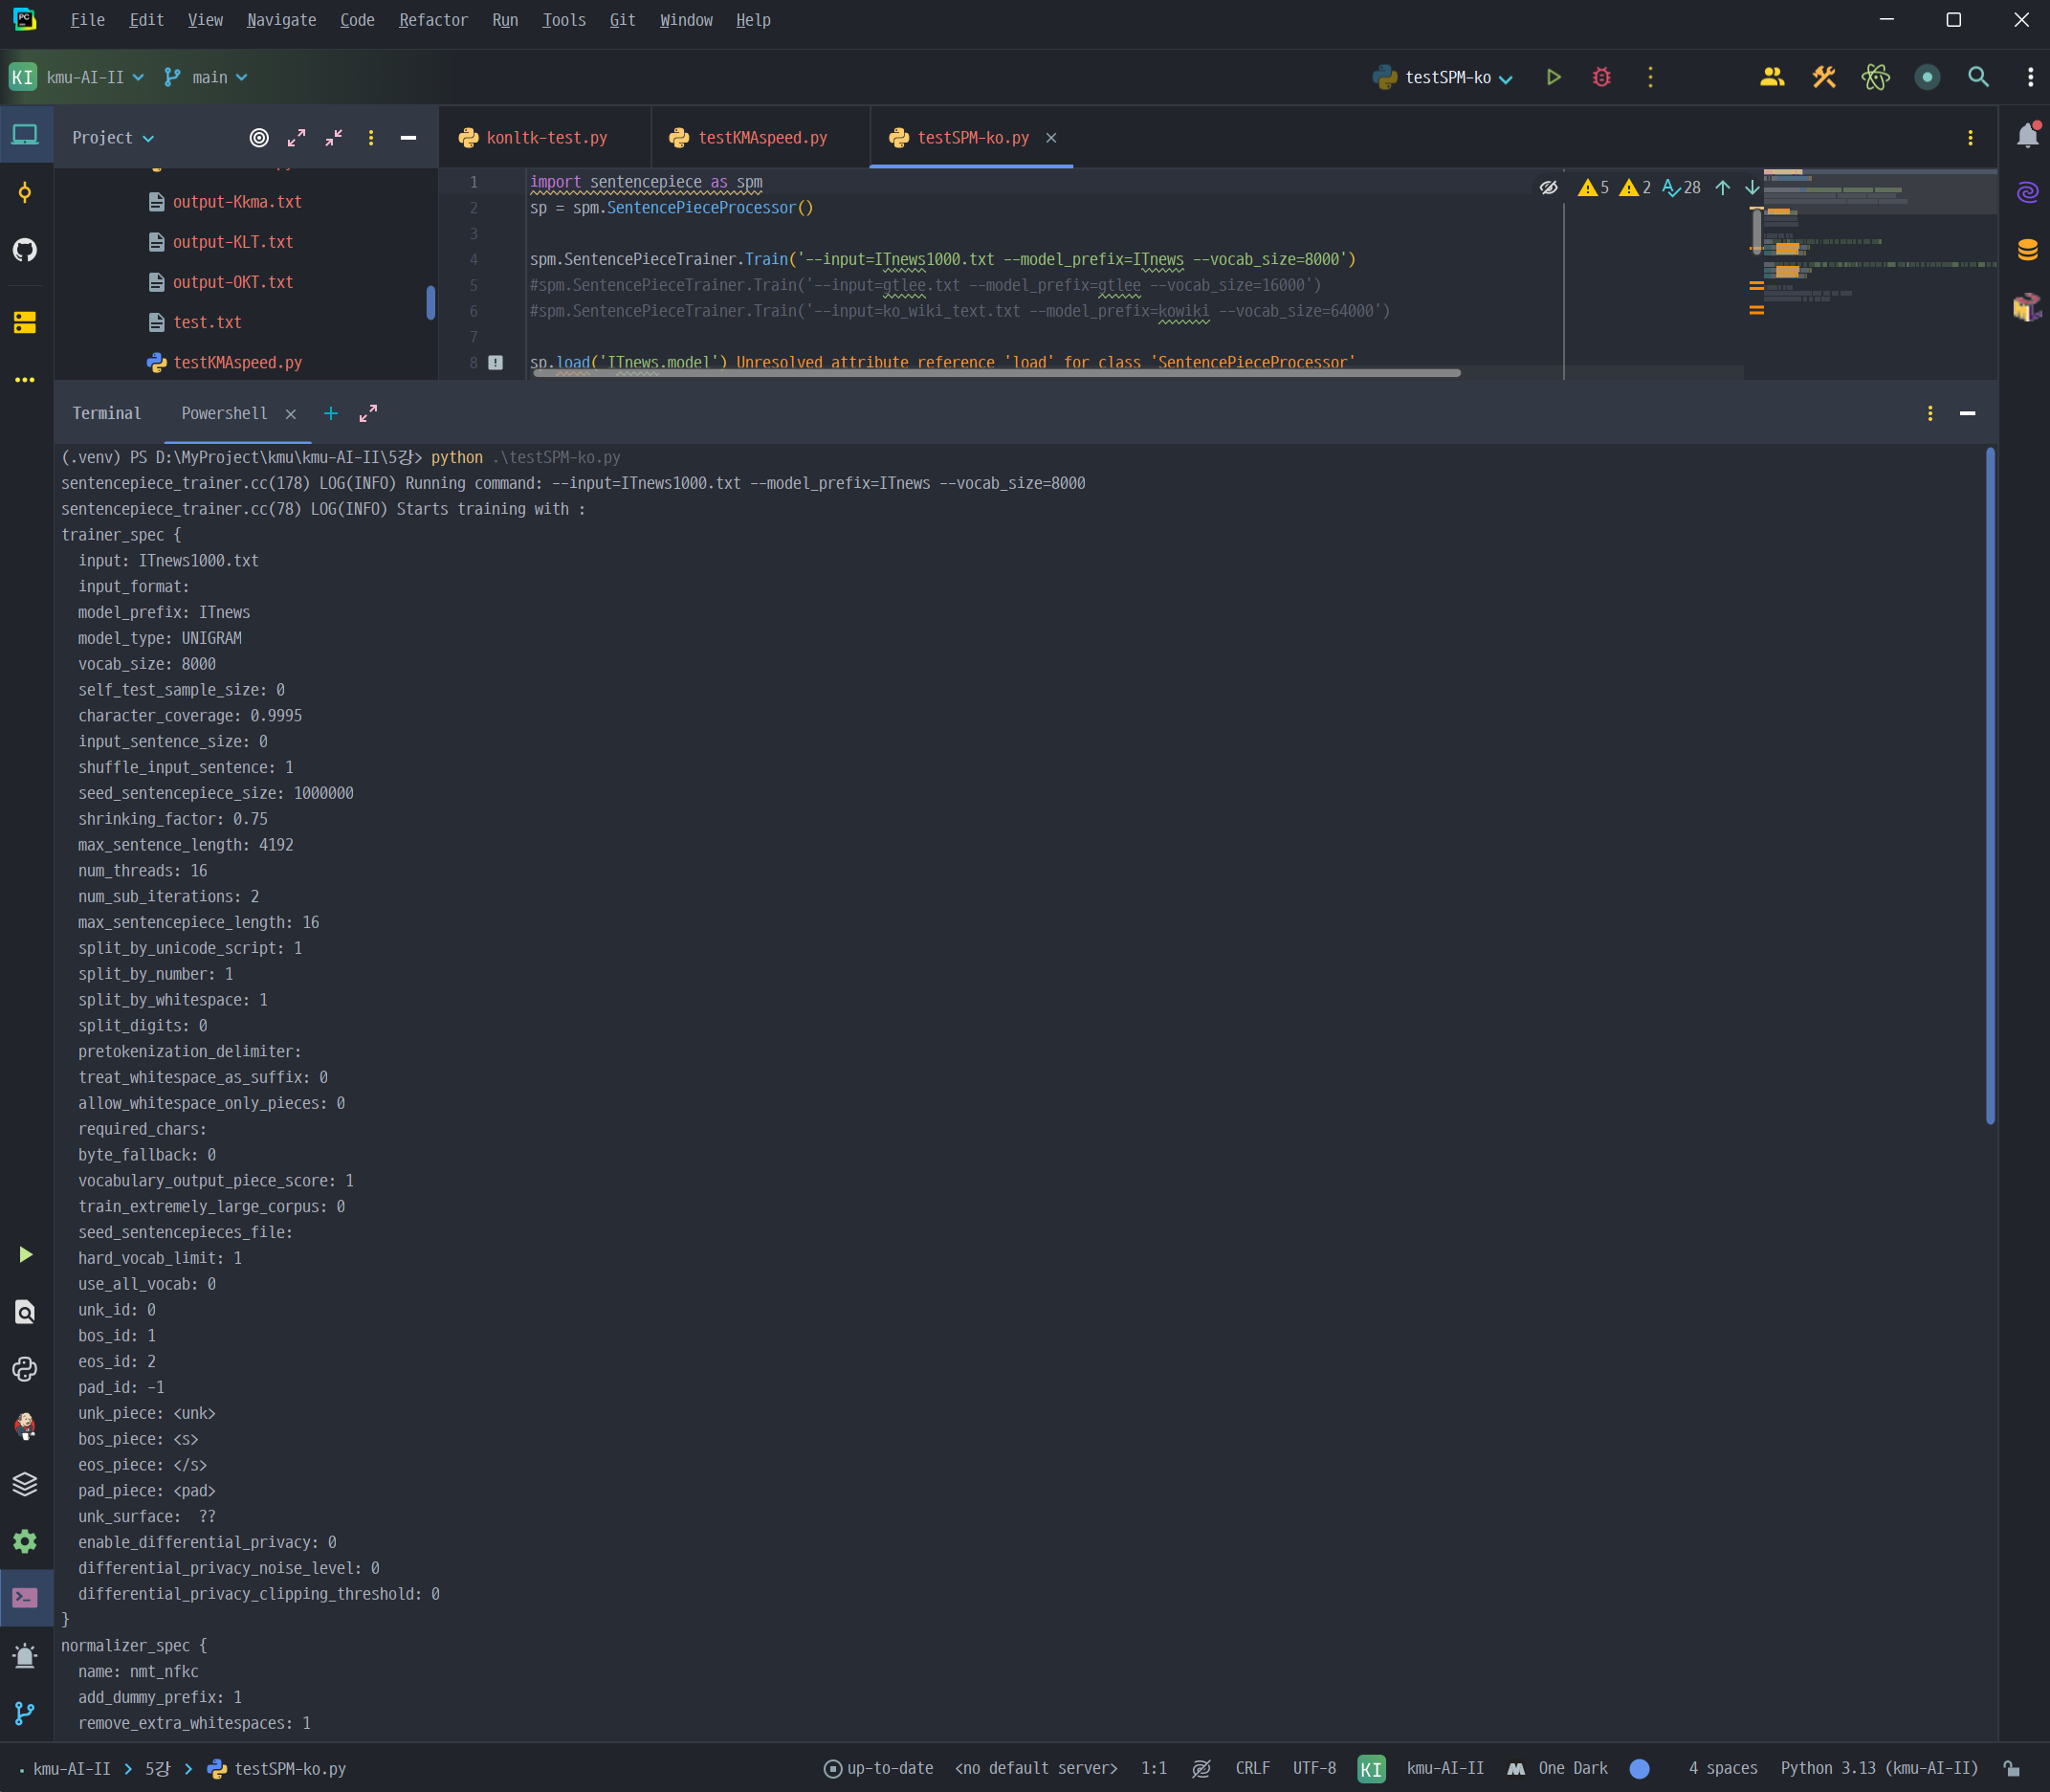 File Edit View Navigate Code Refactor Run Tools Git Window Help
KI kmu-AI-II main testSPM-ko
Project
konltk-test.py testKMAspeed.py testSPM-ko.py
output-Kkma.txt
output-KLT.txt
output-OKT.txt
test.txt
testKMAspeed.py
5 2 28
1 import sentencepiece as spm
2 sp = spm.SentencePieceProcessor()
3
4 spm.SentencePieceTrainer.Train('--input=ITnews1000.txt --model_prefix=ITnews --vocab_size=8000')
5 #spm.SentencePieceTrainer.Train('--input=gtlee.txt --model_prefix=gtlee --vocab_size=16000')
6 #spm.SentencePieceTrainer.Train('--input=ko_wiki_text.txt --model_prefix=kowiki --vocab_size=64000')
7
8 sp.load('ITnews.model') Unresolved attribute reference 'load' for class 'SentencePieceProcessor'
Terminal Powershell
(.venv) PS D:\MyProject\kmu\kmu-AI-II\5강> python .\testSPM-ko.py
sentencepiece_trainer.cc(178) LOG(INFO) Running command: --input=ITnews1000.txt --model_prefix=ITnews --vocab_size=8000
sentencepiece_trainer.cc(78) LOG(INFO) Starts training with :
trainer_spec {
  input: ITnews1000.txt
  input_format:
  model_prefix: ITnews
  model_type: UNIGRAM
  vocab_size: 8000
  self_test_sample_size: 0
  character_coverage: 0.9995
  input_sentence_size: 0
  shuffle_input_sentence: 1
  seed_sentencepiece_size: 1000000
  shrinking_factor: 0.75
  max_sentence_length: 4192
  num_threads: 16
  num_sub_iterations: 2
  max_sentencepiece_length: 16
  split_by_unicode_script: 1
  split_by_number: 1
  split_by_whitespace: 1
  split_digits: 0
  pretokenization_delimiter:
  treat_whitespace_as_suffix: 0
  allow_whitespace_only_pieces: 0
  required_chars:
  byte_fallback: 0
  vocabulary_output_piece_score: 1
  train_extremely_large_corpus: 0
  seed_sentencepieces_file:
  hard_vocab_limit: 1
  use_all_vocab: 0
  unk_id: 0
  bos_id: 1
  eos_id: 2
  pad_id: -1
  unk_piece: <unk>
  bos_piece: <s>
  eos_piece: </s>
  pad_piece: <pad>
  unk_surface:  ??
  enable_differential_privacy: 0
  differential_privacy_noise_level: 0
  differential_privacy_clipping_threshold: 0
}
normalizer_spec {
  name: nmt_nfkc
  add_dummy_prefix: 1
  remove_extra_whitespaces: 1
kmu-AI-II > 5강 > testSPM-ko.py up-to-date <no default server> 1:1 CRLF UTF-8 KI kmu-AI-II One Dark 4 spaces Python 3.13 (kmu-AI-II)